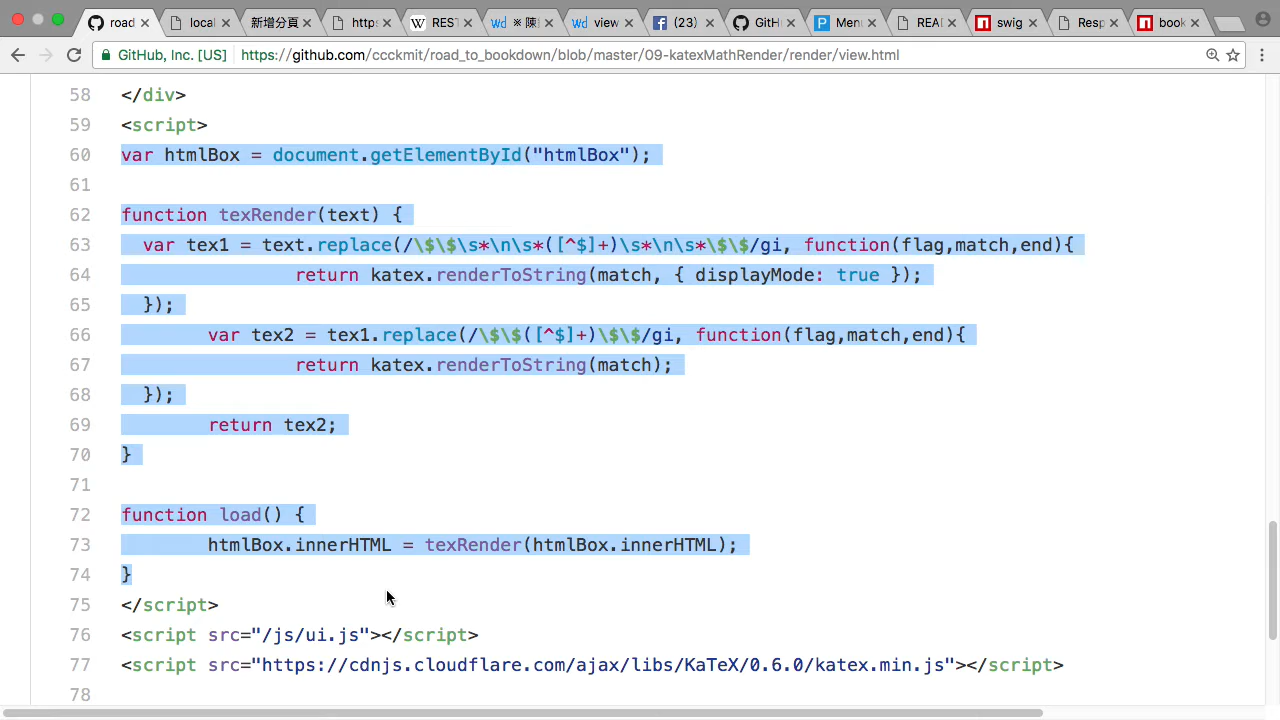 road
local
新增分頁
https
REST
Wd ※ 陳
Wd view
(23)
GitH
Menu
REA
swig
Resp
book
GitHub, Inc. [US] https://github.com/ccckmit/road_to_bookdown/blob/master/09-katexMathRender/render/view.html
58 </div>
59 <script>
60 var htmlBox = document.getElementById("htmlBox");
61
62 function texRender(text) {
63 var tex1 = text.replace(/\$\$\s*\n\s*([^$]+)\s*\n\s*\$\$/gi, function(flag,match,end){
64 return katex.renderToString(match, { displayMode: true });
65 });
66 var tex2 = tex1.replace(/\$\$([^$]+)\$\$/gi, function(flag,match,end){
67 return katex.renderToString(match);
68 });
69 return tex2;
70 }
71
72 function load() {
73 htmlBox.innerHTML = texRender(htmlBox.innerHTML);
74 }
75 </script>
76 <script src="/js/ui.js"></script>
77 <script src="https://cdnjs.cloudflare.com/ajax/libs/KaTeX/0.6.0/katex.min.js"></script>
78